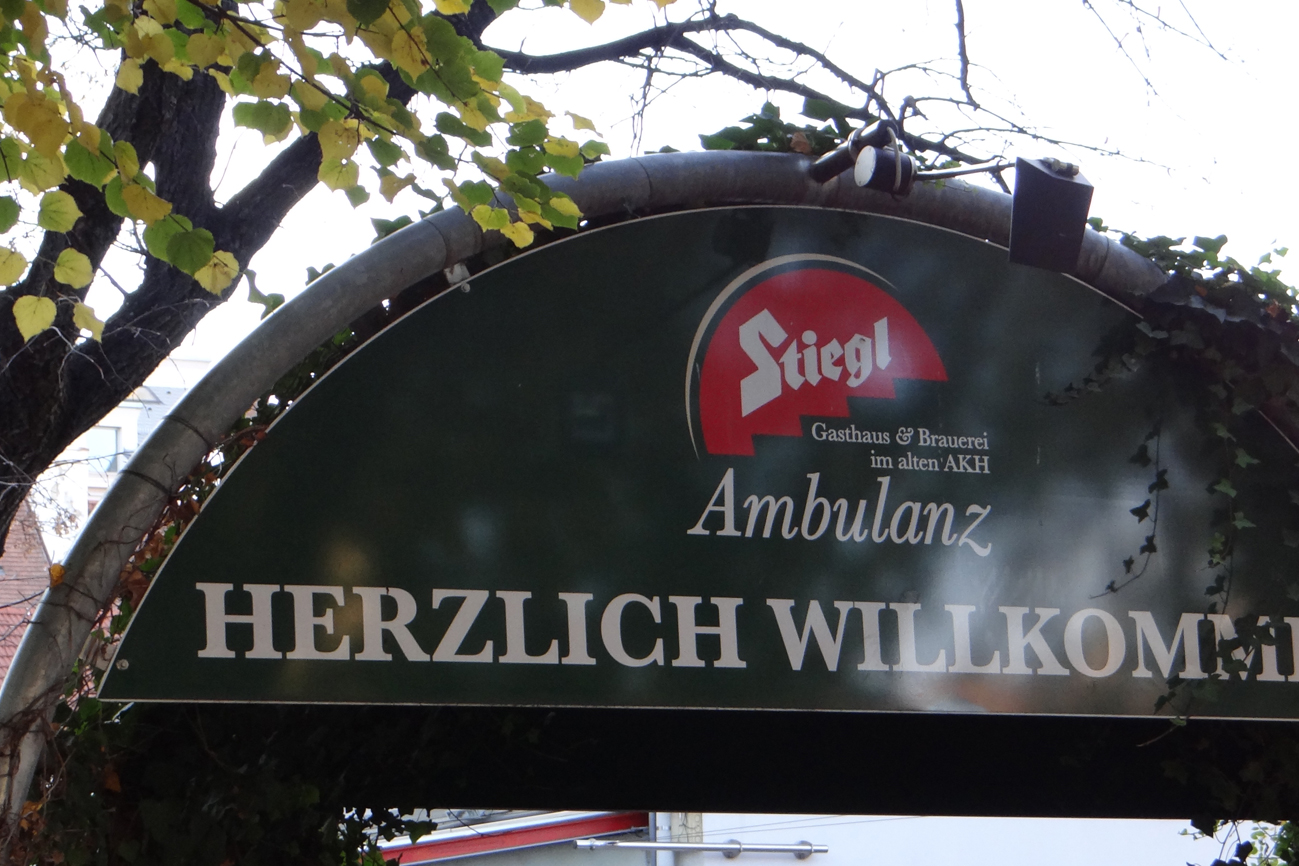 Stiegl
Gasthaus & Brauerei
im alten AKH
Ambulanz
HERZLICH WILLKOMM